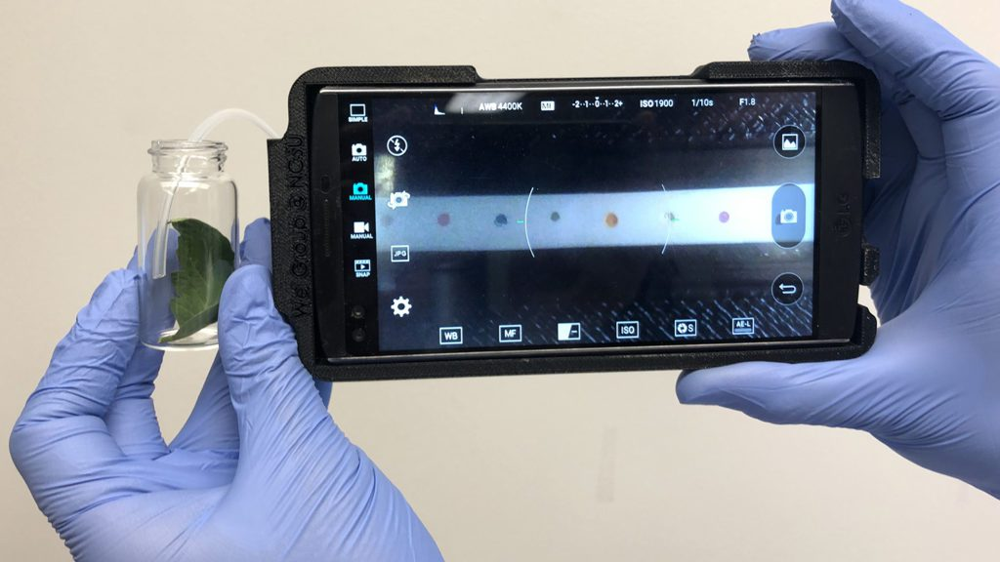 Wei Group @ NCSU
AWB 4400K
MF
-2··1··0··1··2+
ISO 1900
1/10s
F1.8
SIMPLE
AUTO
MANUAL
MANUAL
SNAP
JPG
WB
MF
ISO
S
AE-L
LG